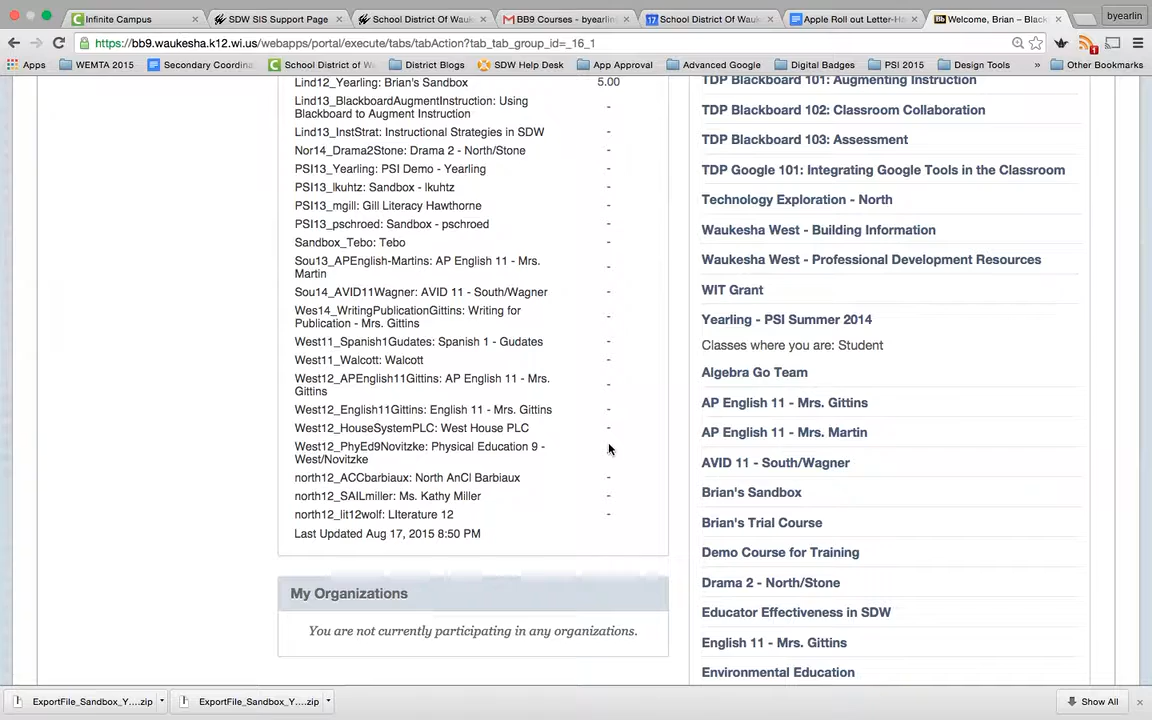 Infinite Campus
SDW SIS Support Page
School District Of Wau
BB9 Courses - byearlin
School District Of Wau
Apple Roll out Letter-Ha
Welcome, Brian – Black
byearlin
https://bb9.waukesha.k12.wi.us/webapps/portal/execute/tabs/tabAction?tab_tab_group_id=_16_1
Apps
WEMTA 2015
Secondary Coordina
School District of W
District Blogs
SDW Help Desk
App Approval
Advanced Google
Digital Badges
PSI 2015
Design Tools
»
Other Bookmarks
Lind12_Yearling: Brian's Sandbox 5.00
Lind13_BlackboardAugmentInstruction: Using
Blackboard to Augment Instruction -
Lind13_InstStrat: Instructional Strategies in SDW -
Nor14_Drama2Stone: Drama 2 - North/Stone -
PSI13_Yearling: PSI Demo - Yearling -
PSI13_lkuhtz: Sandbox - lkuhtz -
PSI13_mgill: Gill Literacy Hawthorne -
PSI13_pschroed: Sandbox - pschroed -
Sandbox_Tebo: Tebo -
Sou13_APEnglish-Martins: AP English 11 - Mrs.
Martin -
Sou14_AVID11Wagner: AVID 11 - South/Wagner -
Wes14_WritingPublicationGittins: Writing for
Publication - Mrs. Gittins -
West11_Spanish1Gudates: Spanish 1 - Gudates -
West11_Walcott: Walcott -
West12_APEnglish11Gittins: AP English 11 - Mrs.
Gittins -
West12_English11Gittins: English 11 - Mrs. Gittins -
West12_HouseSystemPLC: West House PLC -
West12_PhyEd9Novitzke: Physical Education 9 -
West/Novitzke
north12_ACCbarbiaux: North AnCl Barbiaux -
north12_SAILmiller: Ms. Kathy Miller -
north12_lit12wolf: LIterature 12 -
Last Updated Aug 17, 2015 8:50 PM
My Organizations
You are not currently participating in any organizations.
TDP Blackboard 101: Augmenting Instruction
TDP Blackboard 102: Classroom Collaboration
TDP Blackboard 103: Assessment
TDP Google 101: Integrating Google Tools in the Classroom
Technology Exploration - North
Waukesha West - Building Information
Waukesha West - Professional Development Resources
WIT Grant
Yearling - PSI Summer 2014
Classes where you are: Student
Algebra Go Team
AP English 11 - Mrs. Gittins
AP English 11 - Mrs. Martin
AVID 11 - South/Wagner
Brian's Sandbox
Brian's Trial Course
Demo Course for Training
Drama 2 - North/Stone
Educator Effectiveness in SDW
English 11 - Mrs. Gittins
Environmental Education
ExportFile_Sandbox_Y....zip
ExportFile_Sandbox_Y....zip
Show All